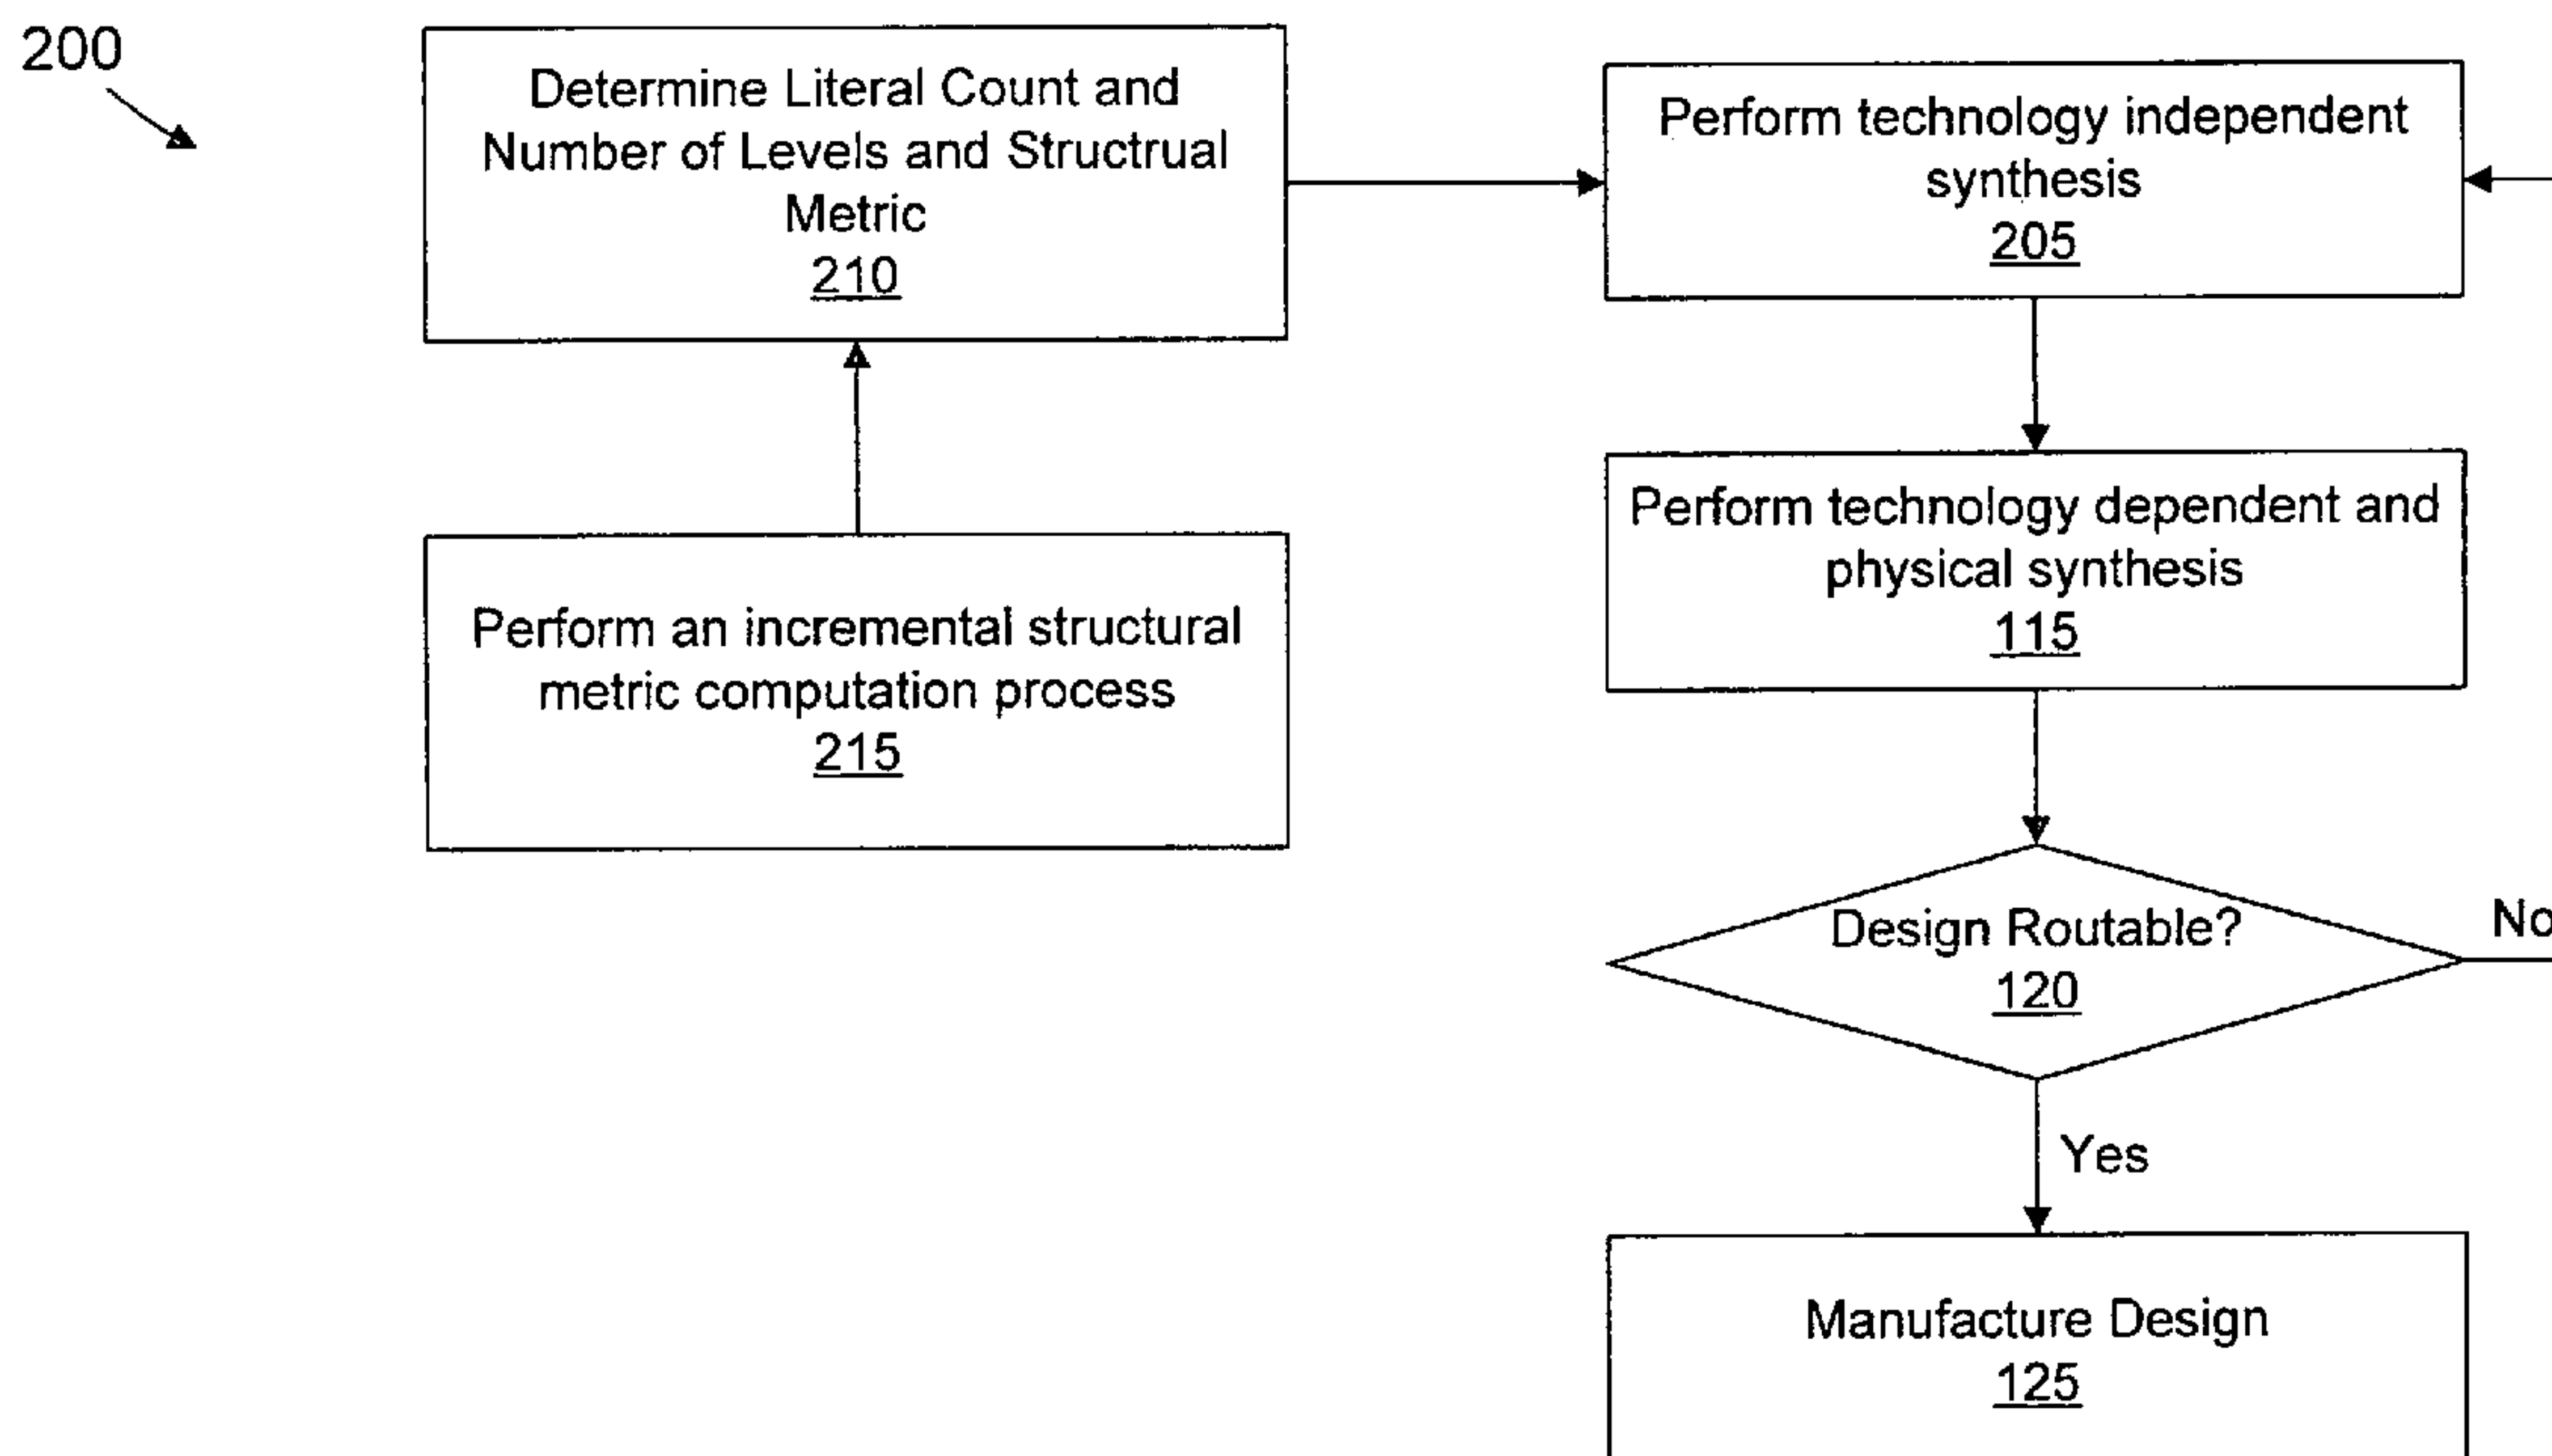 200
Determine Literal Count and
Number of Levels and Structrual
Metric
210
Perform technology independent
synthesis
205
Perform an incremental structural
metric computation process
215
Perform technology dependent and
physical synthesis
115
Design Routable?
120
No
Yes
Manufacture Design
125